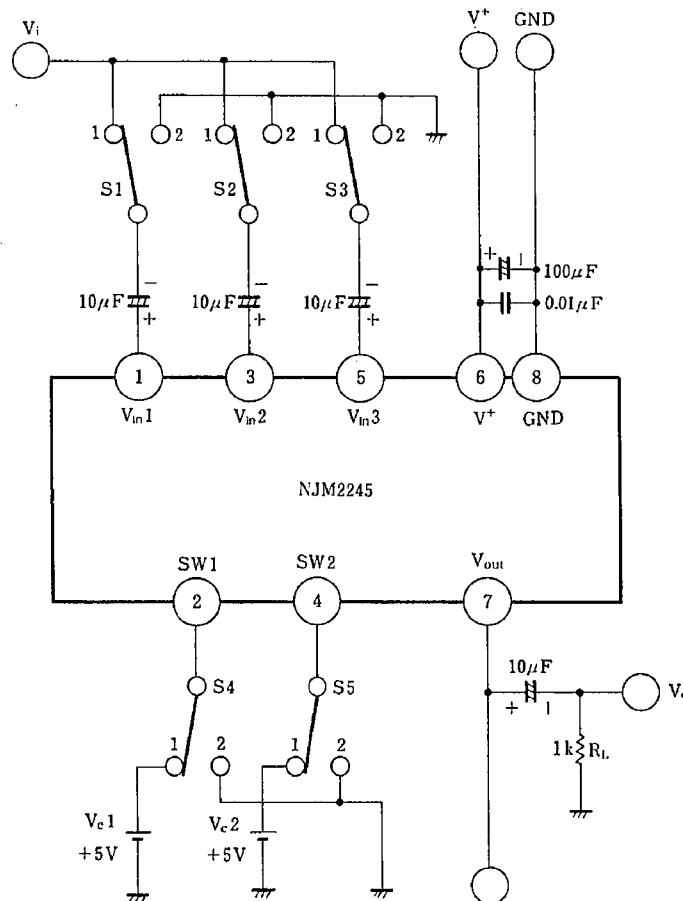 Vi
V+ GND
1 2 1 2 1 2
S1 S2 S3
10μF − + 10μF − + 10μF − +
+ 100μF
0.01μF
1 3 5 6 8
Vin1 Vin2 Vin3 V+ GND
NJM2245
SW1 SW2 Vout
2 4 7
S4 S5
10μF
+
1 2 1 2
1k RL
Vc1 Vc2
+5V +5V